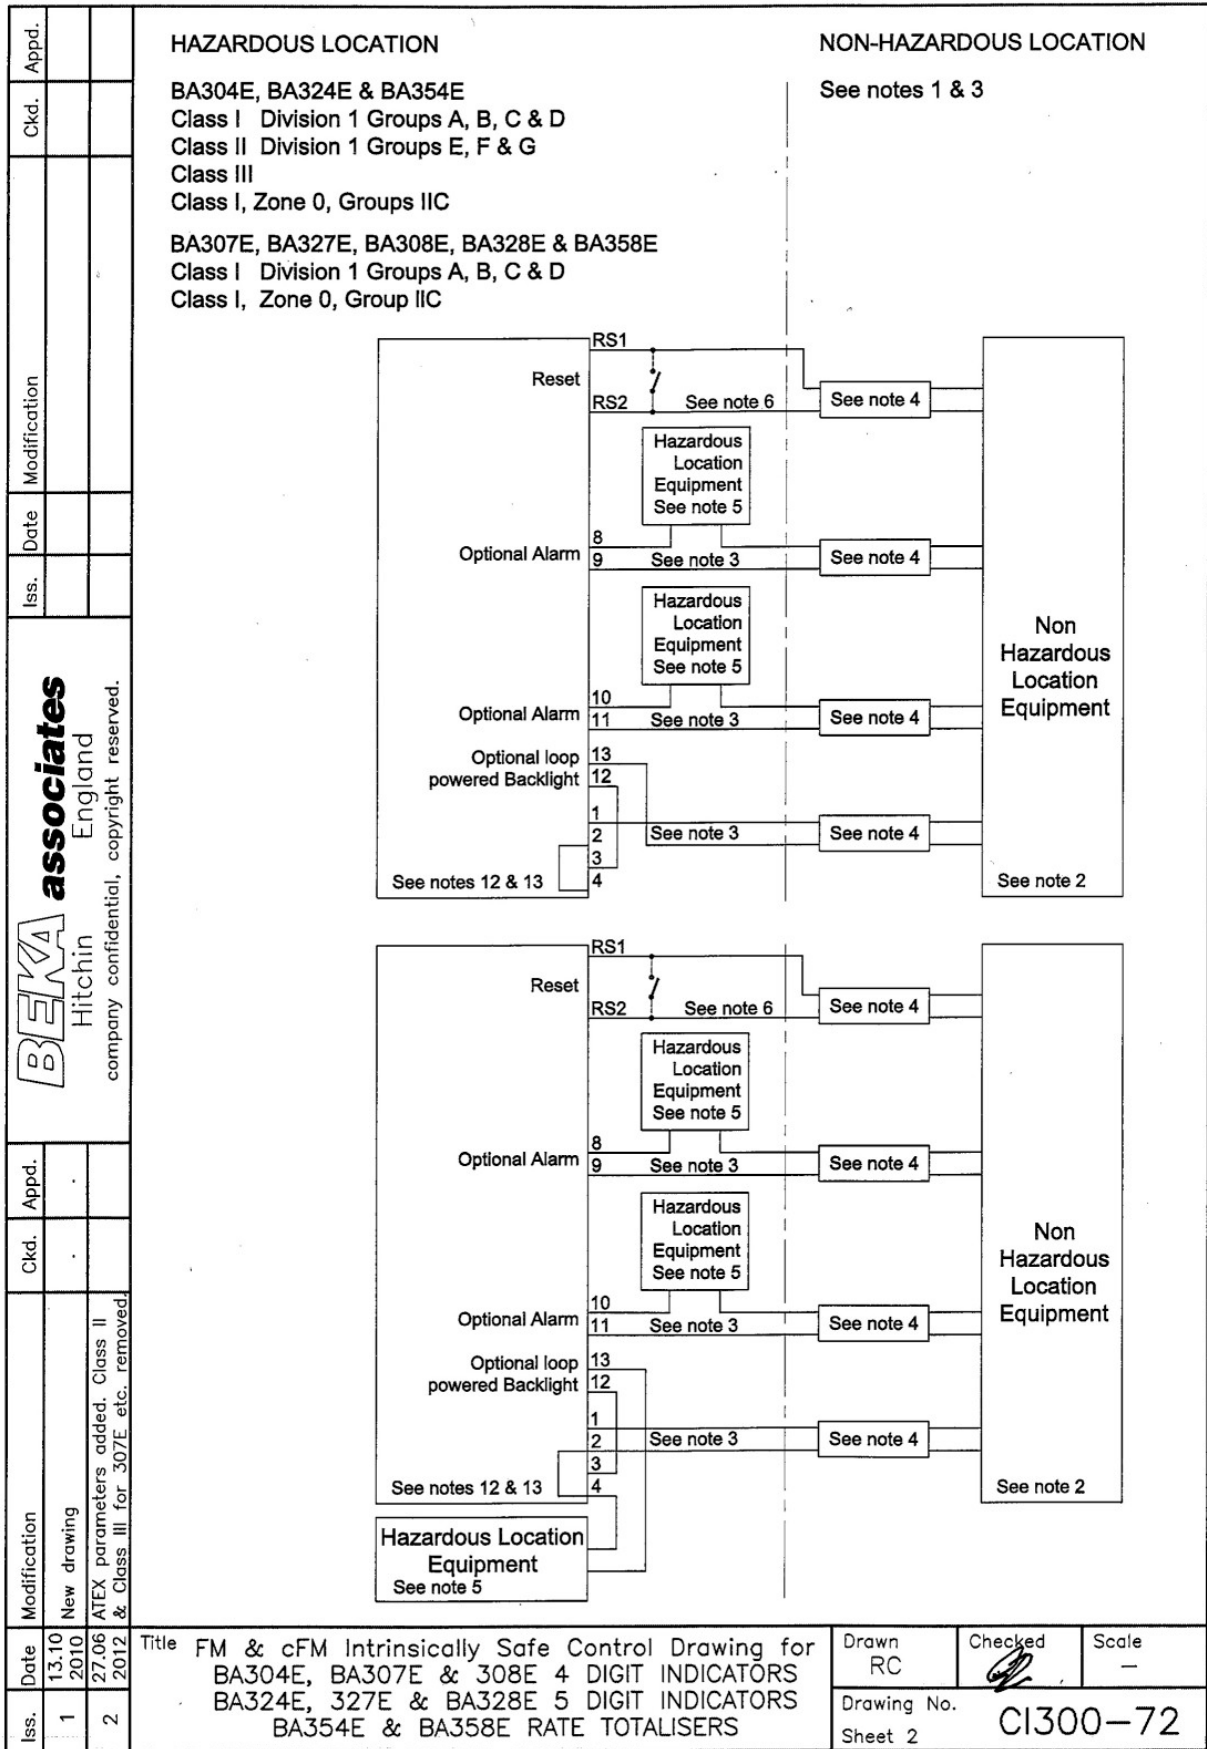 HAZARDOUS LOCATION
NON-HAZARDOUS LOCATION
BA304E, BA324E & BA354E
See notes 1 & 3
Class I Division 1 Groups A, B, C & D
Class II Division 1 Groups E, F & G
Class III
Class I, Zone 0, Groups IIC
BA307E, BA327E, BA308E, BA328E & BA358E
Class I Division 1 Groups A, B, C & D
Class I, Zone 0, Group IIC
RS1
Reset
RS2
See note 6
See note 4
Hazardous
Location
Equipment
See note 5
Optional Alarm
8
9
See note 3
See note 4
Hazardous
Location
Equipment
See note 5
Optional Alarm
10
11
See note 3
See note 4
Optional loop
powered Backlight
13
12
1
2
3
4
See note 3
See note 4
See notes 12 & 13
Non
Hazardous
Location
Equipment
See note 2
RS1
Reset
RS2
See note 6
See note 4
Hazardous
Location
Equipment
See note 5
Optional Alarm
8
9
See note 3
See note 4
Hazardous
Location
Equipment
See note 5
Optional Alarm
10
11
See note 3
See note 4
Optional loop
powered Backlight
13
12
1
2
3
4
See note 3
See note 4
See notes 12 & 13
Non
Hazardous
Location
Equipment
See note 2
Hazardous Location
Equipment
See note 5
Iss. Date Modification Ckd. Appd.
BEKA associates
Hitchin England
company confidential, copyright reserved.
Iss. Date Modification Ckd. Appd.
1 13.10 2010 New drawing . .
2 27.06 2012 ATEX parameters added. Class II
& Class III for 307E etc. removed.
Title FM & cFM Intrinsically Safe Control Drawing for
BA304E, BA307E & 308E 4 DIGIT INDICATORS
BA324E, 327E & BA328E 5 DIGIT INDICATORS
BA354E & BA358E RATE TOTALISERS
Drawn
RC
Checked
Scale
–
Drawing No.
Sheet 2
CI300-72